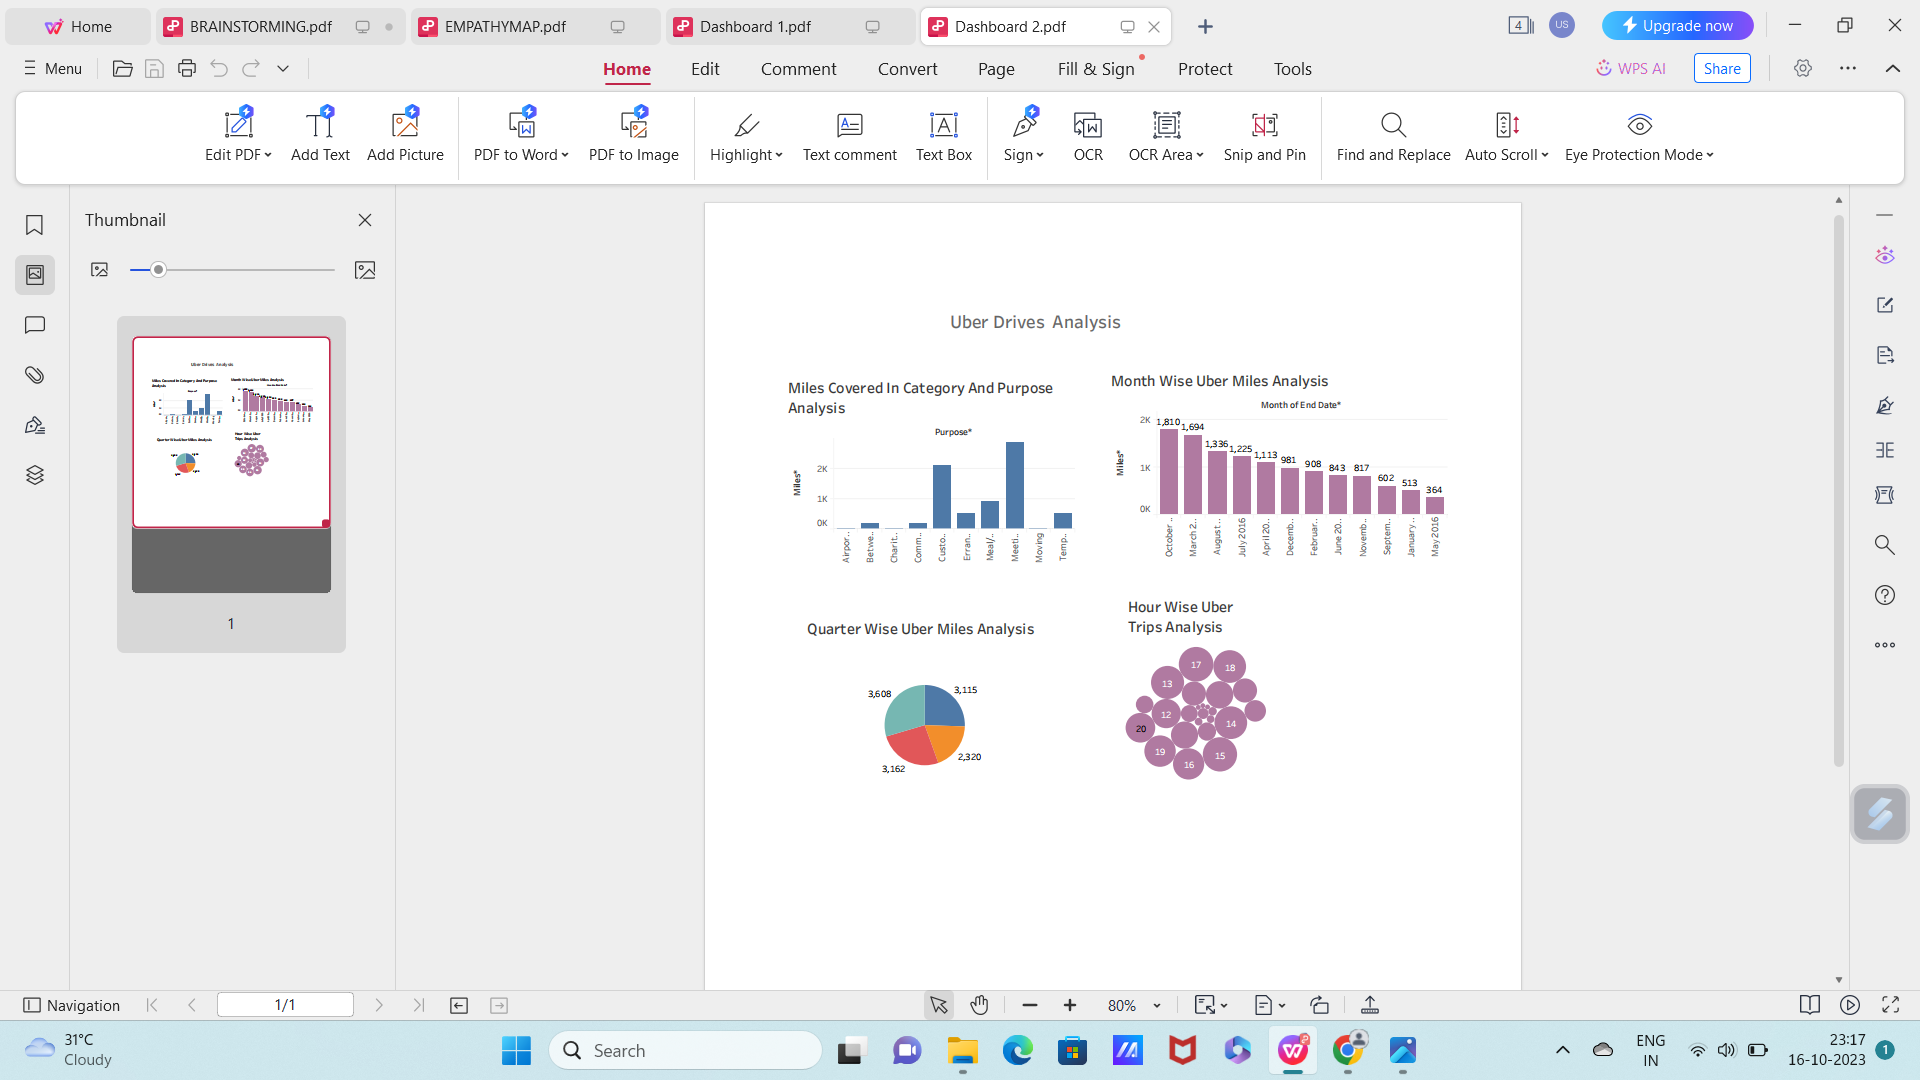 Home
BRAINSTORMING.pdf
EMPATHYMAP.pdf
Dashboard 1.pdf
Dashboard 2.pdf
4
US
Upgrade now
Menu
Home
Edit
Comment
Convert
Page
Fill & Sign
Protect
Tools
WPS AI
Share
Edit PDF
Add Text
Add Picture
PDF to Word
PDF to Image
Highlight
Text comment
Text Box
Sign
OCR
OCR Area
Snip and Pin
Find and Replace
Auto Scroll
Eye Protection Mode
Thumbnail
1
Uber Drives Analysis
Miles Covered In Category And Purpose
Analysis
Purpose*
Miles*
2K
1K
0K
Airpor..
Betwe..
Charit..
Comm..
Custo..
Erran..
Meal/..
Meeti..
Moving
Temp..
Month Wise Uber Miles Analysis
Month of End Date*
Miles*
2K
1K
0K
1,810
1,694
1,336
1,225
1,113
981
908
843
817
602
513
364
October ..
March 2..
August ..
July 2016
April 20..
Decemb..
Februar..
June 20..
Novemb..
Septem..
January ..
May 2016
Quarter Wise Uber Miles Analysis
3,608
3,115
2,320
3,162
Hour Wise Uber
Trips Analysis
17
18
13
12
14
20
19
15
16
Navigation
1/1
80%
31°C
Cloudy
Search
ENG
IN
23:17
16-10-2023
1